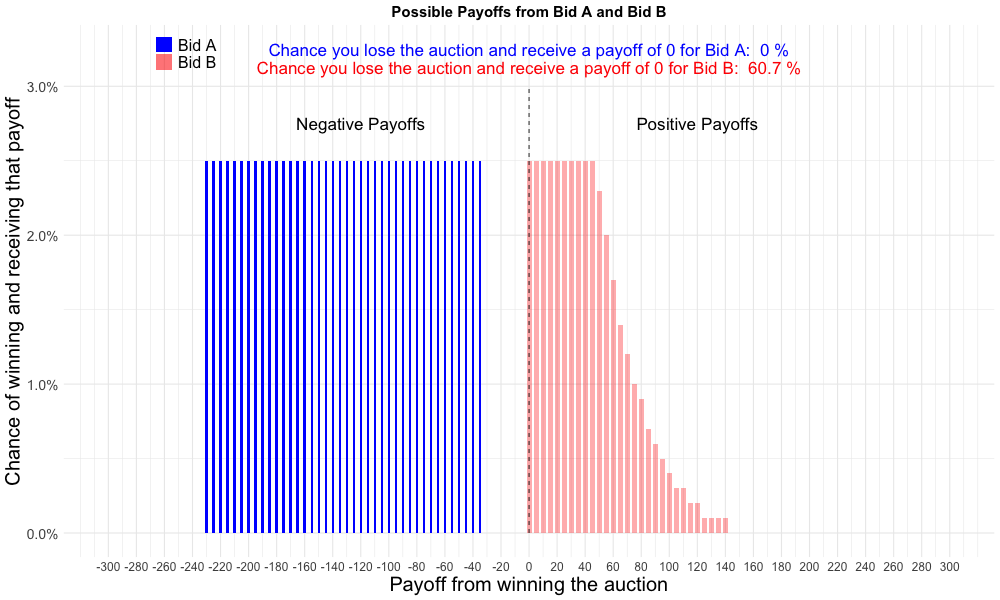 Possible Payoffs from Bid A and Bid B
Bid A
Bid B
Chance you lose the auction and receive a payoff of 0 for Bid A:  0 %
Chance you lose the auction and receive a payoff of 0 for Bid B:  60.7 %
Negative Payoffs
Positive Payoffs
Chance of winning and receiving that payoff
3.0%
2.0%
1.0%
0.0%
-300 -280 -260 -240 -220 -200 -180 -160 -140 -120 -100 -80 -60 -40 -20 0 20 40 60 80 100 120 140 160 180 200 220 240 260 280 300
Payoff from winning the auction